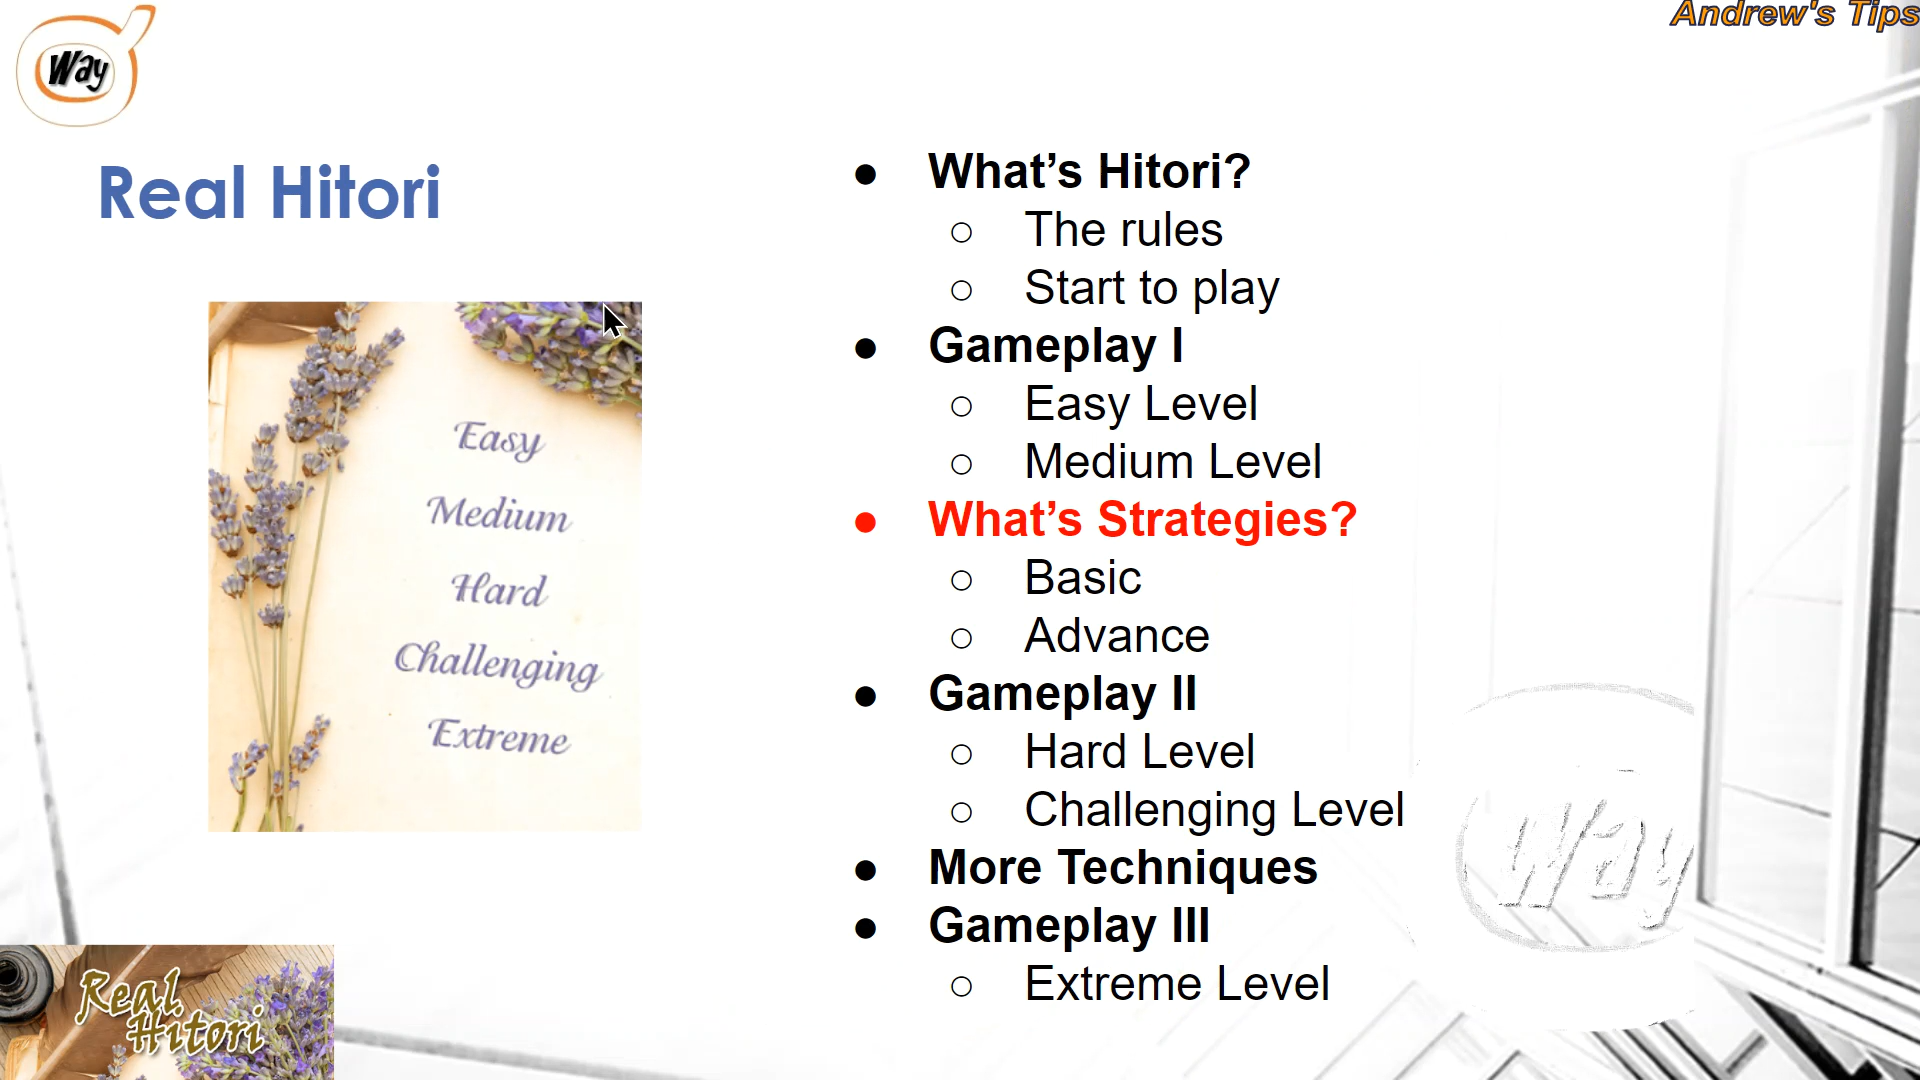 Way
Andrew's Tips
Real Hitori
Easy
Medium
Hard
Challenging
Extreme
● What’s Hitori?
○ The rules
○ Start to play
● Gameplay I
○ Easy Level
○ Medium Level
● What’s Strategies?
○ Basic
○ Advance
● Gameplay II
○ Hard Level
○ Challenging Level
● More Techniques
● Gameplay III
○ Extreme Level
Way
Real
Hitori